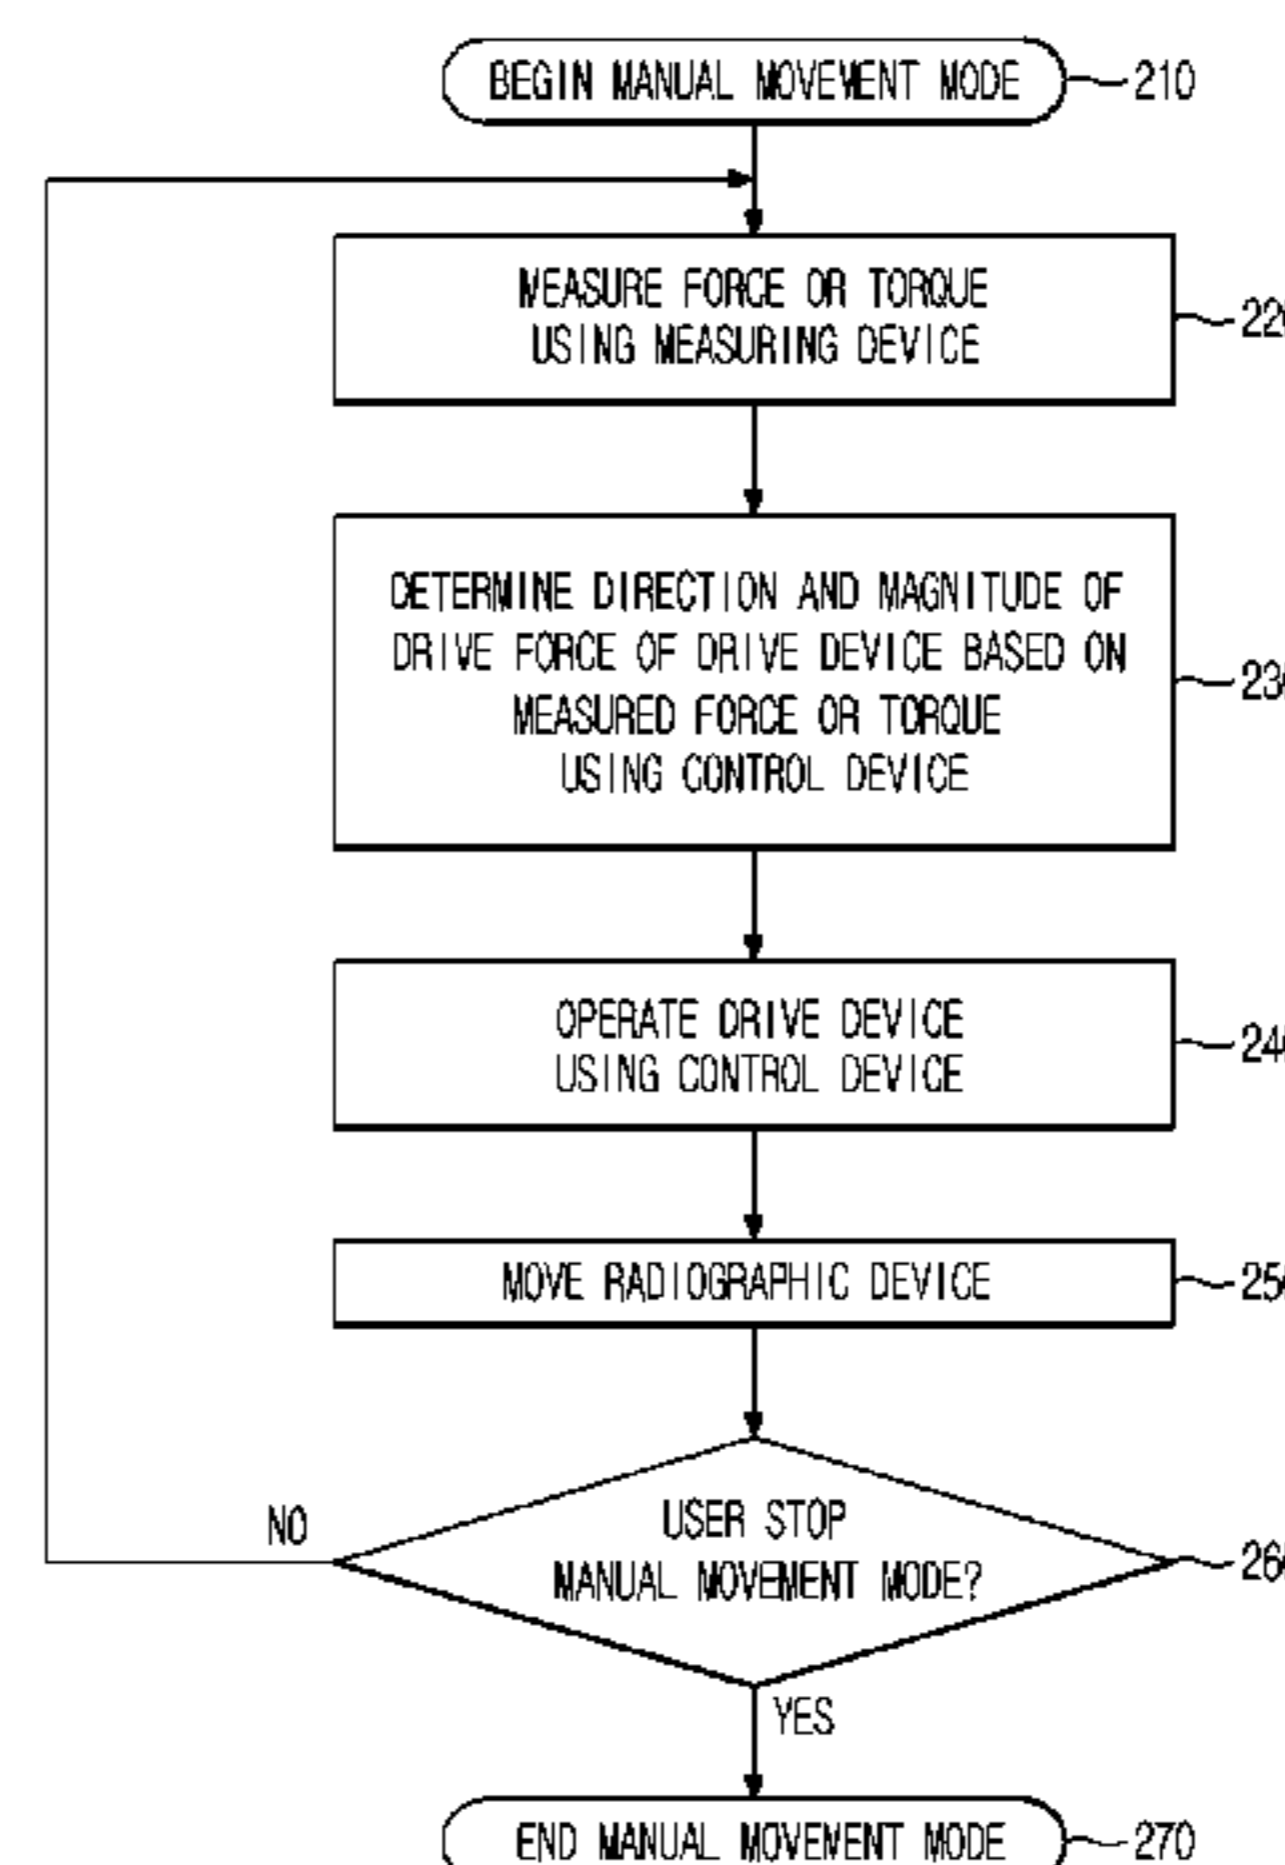 BEGIN MANUAL MOVEMENT MODE 210
MEASURE FORCE OR TORQUE
USING MEASURING DEVICE
DETERMINE DIRECTION AND MAGNITUDE OF
DRIVE FORCE OF DRIVE DEVICE BASED ON
MEASURED FORCE OR TORQUE
USING CONTROL DEVICE
OPERATE DRIVE DEVICE
USING CONTROL DEVICE
MOVE RADIOGRAPHIC DEVICE
NO
USER STOP
MANUAL MOVEMENT MODE?
YES
END MANUAL MOVEMENT MODE 270